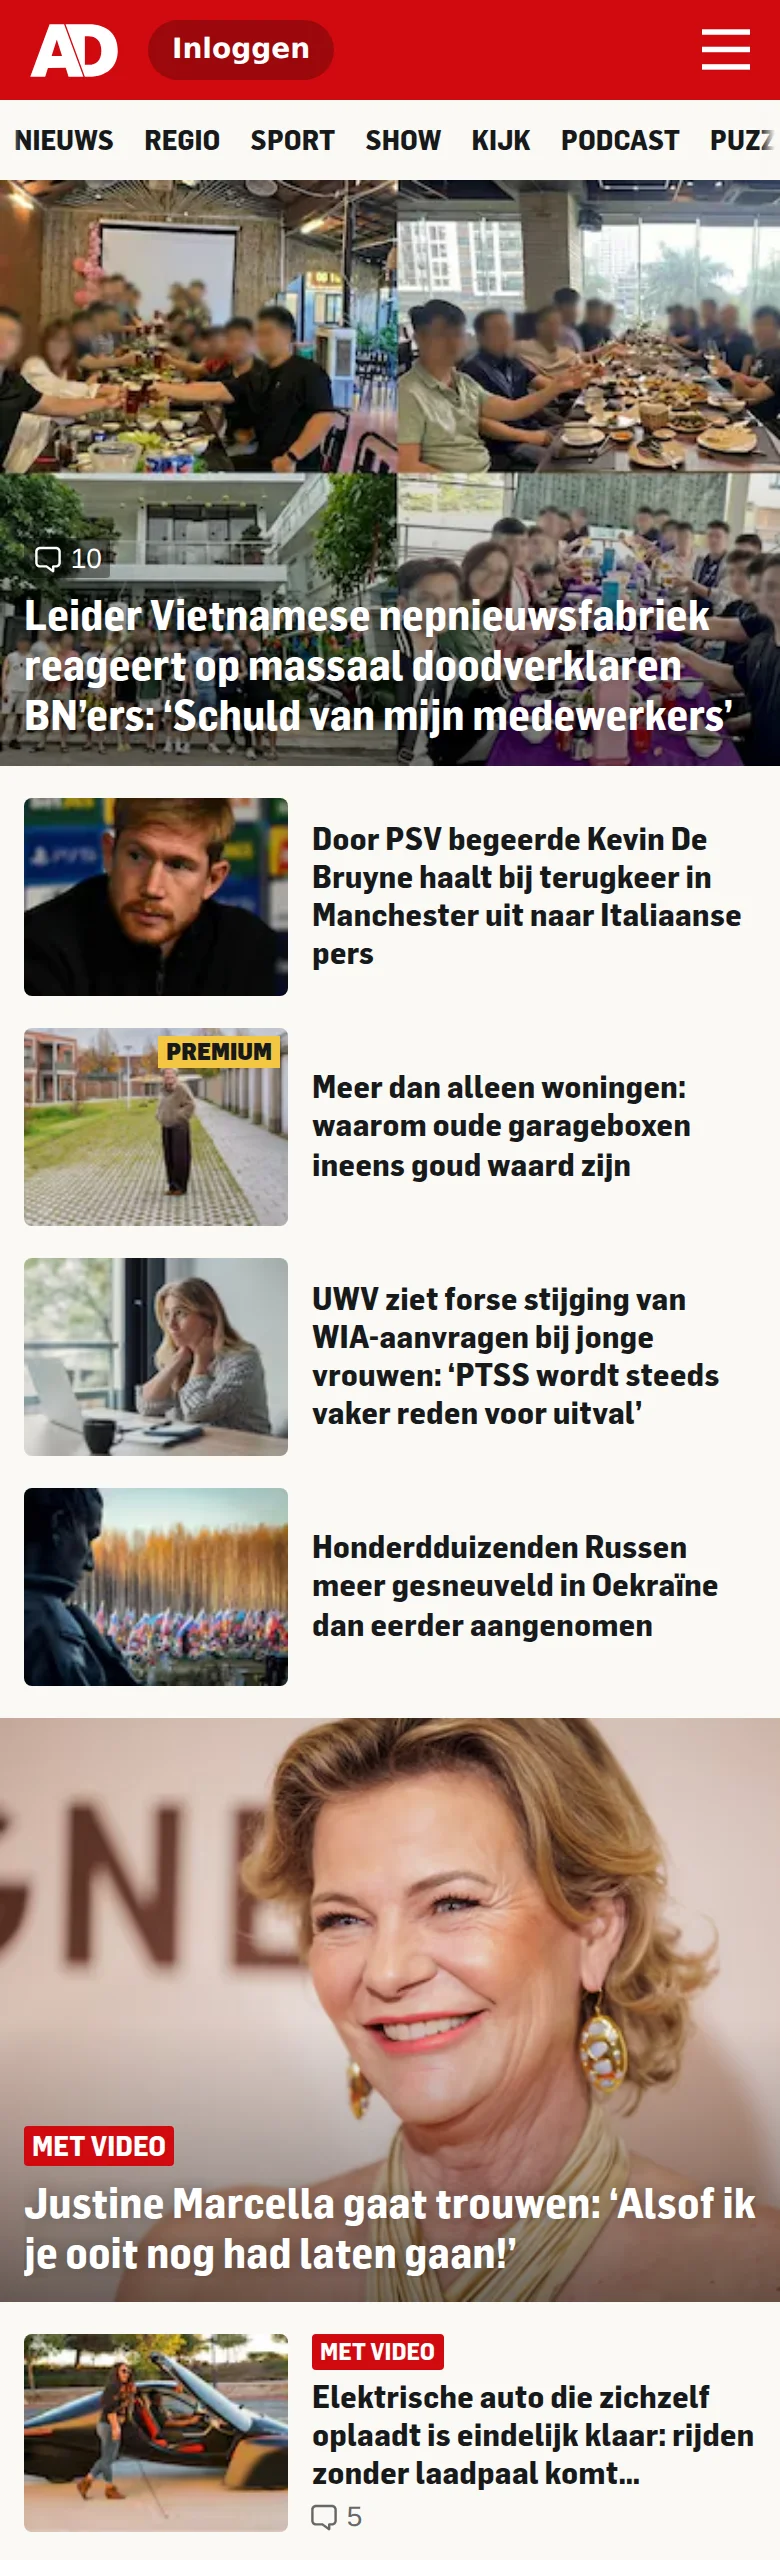 AD
Inloggen
NIEUWS REGIO SPORT SHOW KIJK PODCAST PUZZ
10
Leider Vietnamese nepnieuwsfabriek
reageert op massaal doodverklaren
BN’ers: ‘Schuld van mijn medewerkers’
Door PSV begeerde Kevin De
Bruyne haalt bij terugkeer in
Manchester uit naar Italiaanse
pers
PREMIUM
Meer dan alleen woningen:
waarom oude garageboxen
ineens goud waard zijn
UWV ziet forse stijging van
WIA-aanvragen bij jonge
vrouwen: ‘PTSS wordt steeds
vaker reden voor uitval’
Honderdduizenden Russen
meer gesneuveld in Oekraïne
dan eerder aangenomen
GNE
MET VIDEO
Justine Marcella gaat trouwen: ‘Alsof ik
je ooit nog had laten gaan!’
MET VIDEO
Elektrische auto die zichzelf
oplaadt is eindelijk klaar: rijden
zonder laadpaal komt...
5